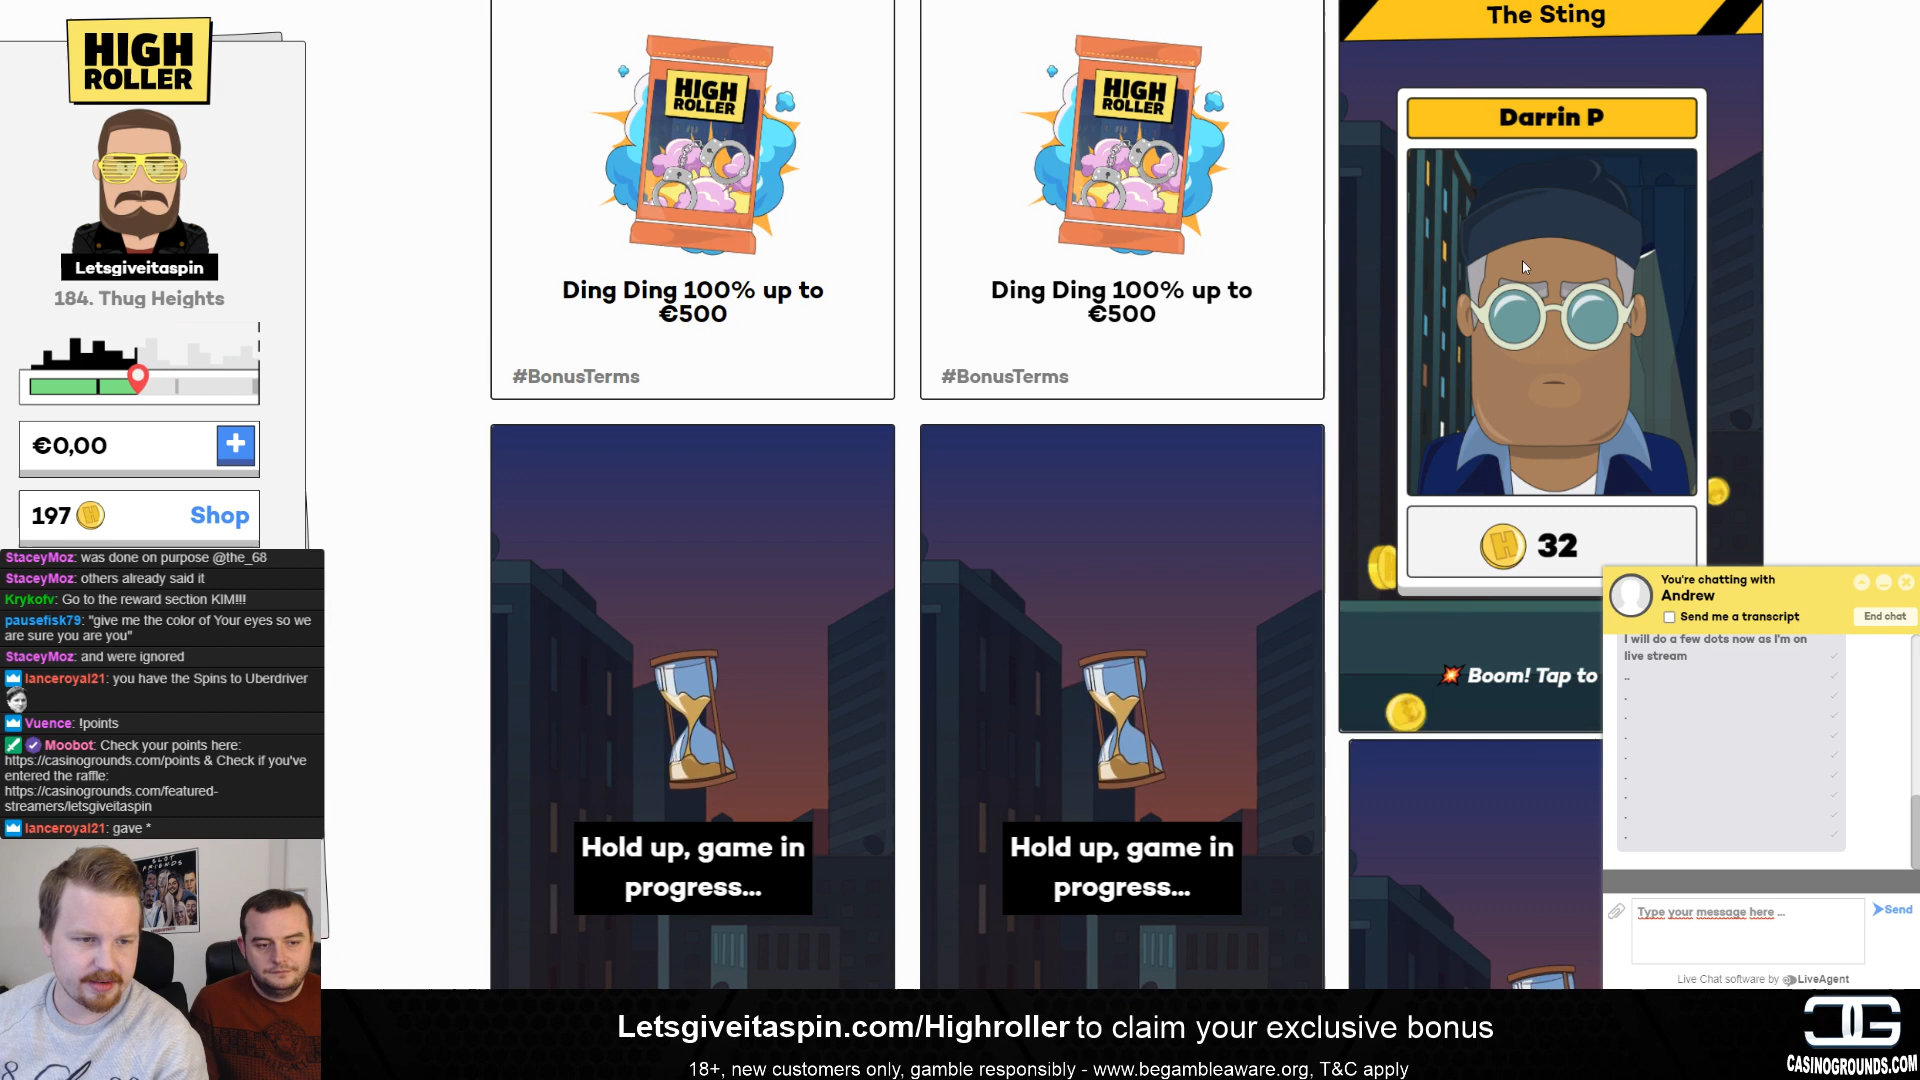 HIGH
ROLLER
Letsgiveitaspin
184. Thug Heights
€0,00
+
197
Shop
StaceyMoz: was done on purpose @the_68
StaceyMoz: others already said it
Krykofv: Go to the reward section KIM!!!
pausefisk79: "give me the color of Your eyes so we
are sure you are you"
StaceyMoz: and were ignored
lanceroyal21: you have the Spins to Uberdriver
Vuence: !points
Moobot: Check your points here:
https://casinogrounds.com/points & Check if you've
entered the raffle:
https://casinogrounds.com/featured-
streamers/letsgiveitaspin
lanceroyal21: gave *
SLOT
FRIENDS
HIGH
ROLLER
Ding Ding 100% up to
€500
#BonusTerms
HIGH
ROLLER
Ding Ding 100% up to
€500
#BonusTerms
Hold up, game in
progress...
Hold up, game in
progress...
The Sting
Darrin P
H 32
Boom! Tap to
You're chatting with
Andrew
Send me a transcript
End chat
I will do a few dots now as I'm on
live stream
..
.
.
.
.
.
.
.
.
Type your message here ...
Send
Live Chat software by LiveAgent
Letsgiveitaspin.com/Highroller to claim your exclusive bonus
18+, new customers only, gamble responsibly - www.begambleaware.org, T&C apply
CG
CASINOGROUNDS.COM